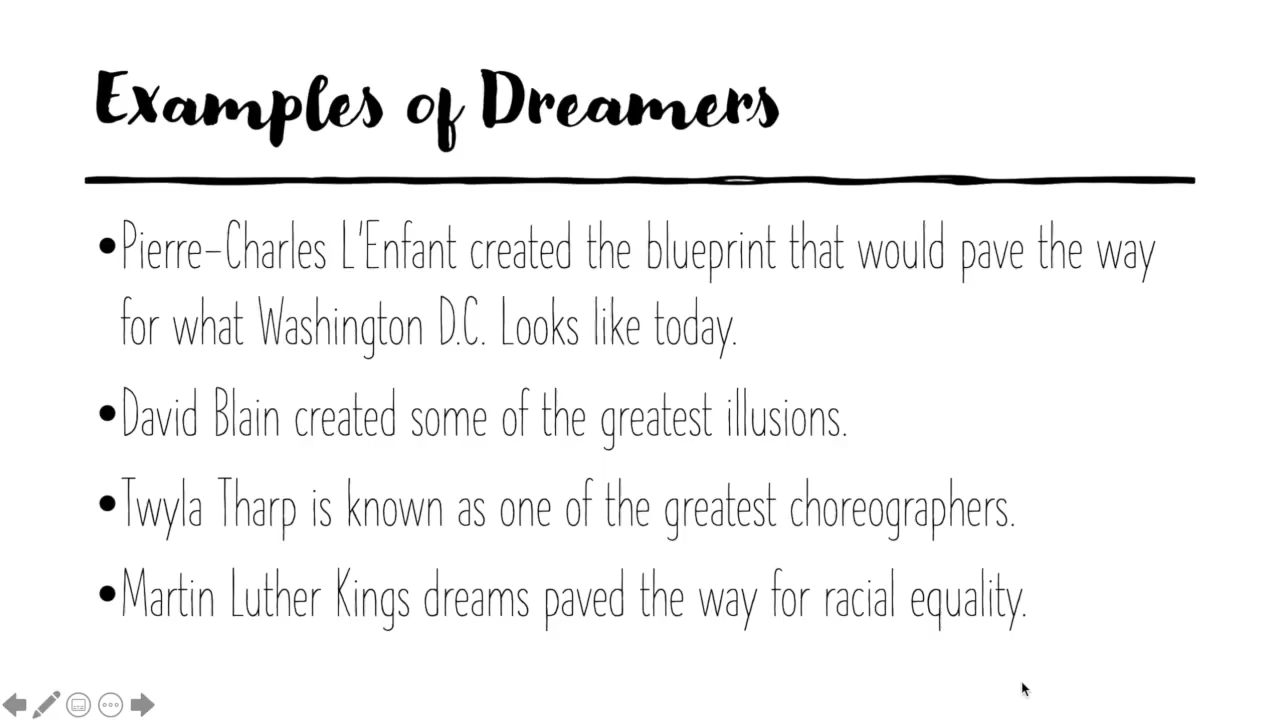 Examples of Dreamers
•Pierre-Charles L'Enfant created the blueprint that would pave the way
for what Washington D.C. Looks like today.
•David Blain created some of the greatest illusions.
•Twyla Tharp is known as one of the greatest choreographers.
•Martin Luther Kings dreams paved the way for racial equality.